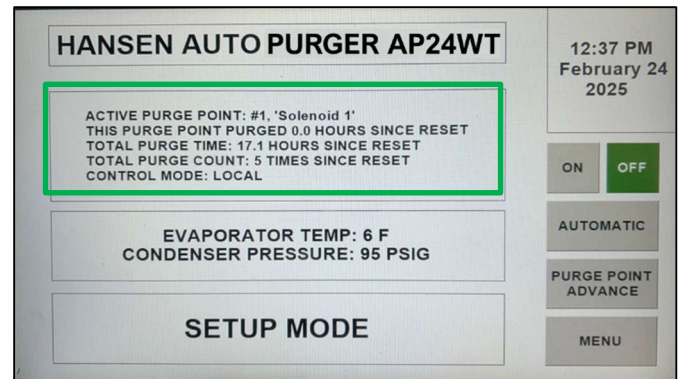 HANSEN AUTO PURGER AP24WT
12:37 PM
February 24
2025
ACTIVE PURGE POINT: #1, 'Solenoid 1'
THIS PURGE POINT PURGED 0.0 HOURS SINCE RESET
TOTAL PURGE TIME: 17.1 HOURS SINCE RESET
TOTAL PURGE COUNT: 5 TIMES SINCE RESET
CONTROL MODE: LOCAL
ON
OFF
EVAPORATOR TEMP: 6 F
CONDENSER PRESSURE: 95 PSIG
AUTOMATIC
PURGE POINT
ADVANCE
SETUP MODE
MENU